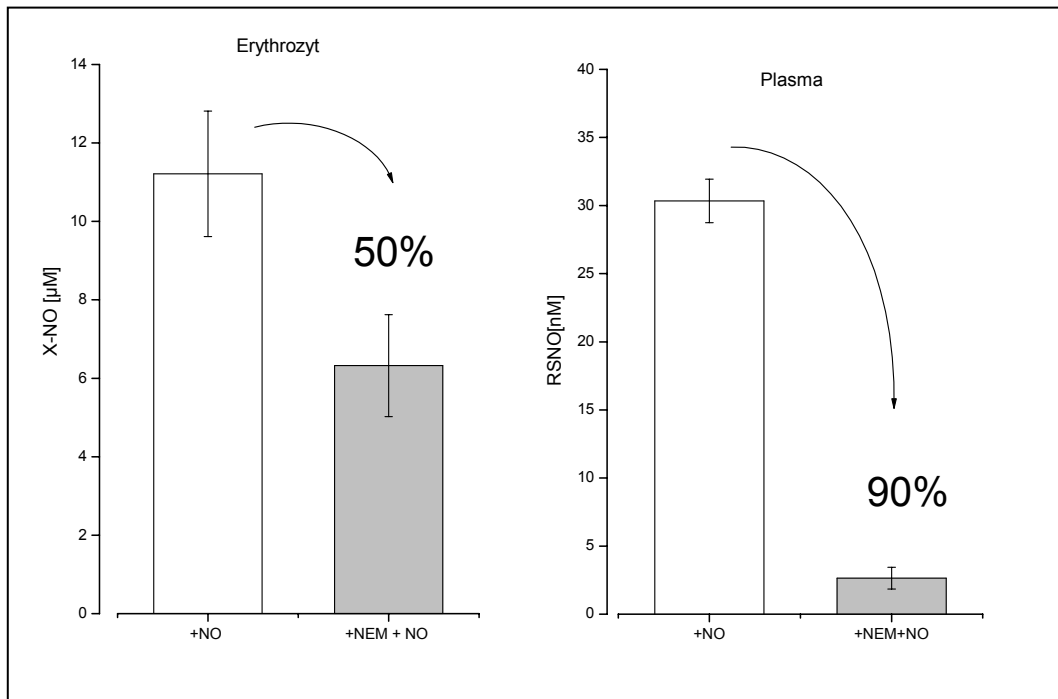 Erythrozyt
14
12
10
8
6
4
2
0
X-NO [µM]
50%
+NO
+NEM + NO
Plasma
40
35
30
25
20
15
10
5
0
RSNO[nM]
90%
+NO
+NEM+NO